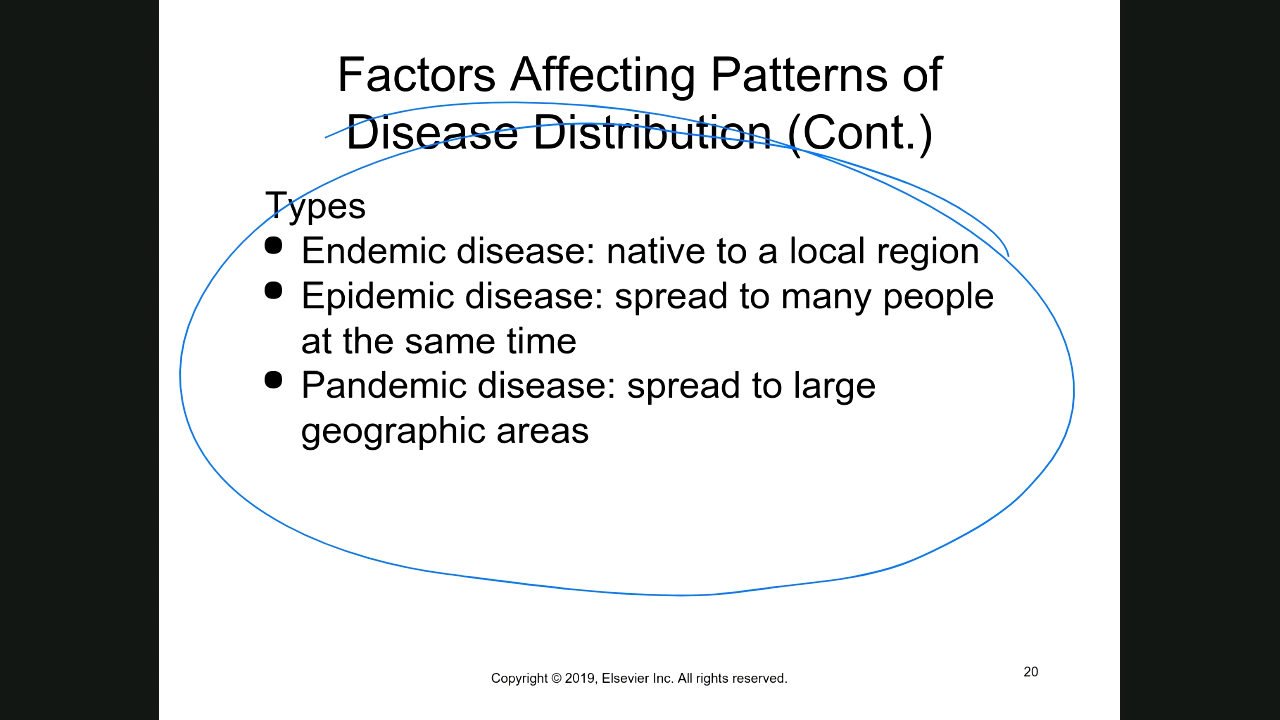 Factors Affecting Patterns of
Disease Distribution (Cont.)
Types
• Endemic disease: native to a local region
• Epidemic disease: spread to many people
at the same time
• Pandemic disease: spread to large
geographic areas
Copyright © 2019, Elsevier Inc. All rights reserved.
20